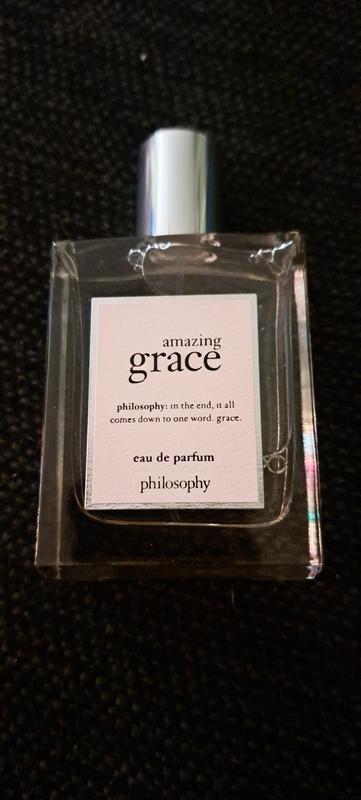 amazing
grace
philosophy: in the end, it all
comes down to one word. grace.
eau de parfum
philosophy